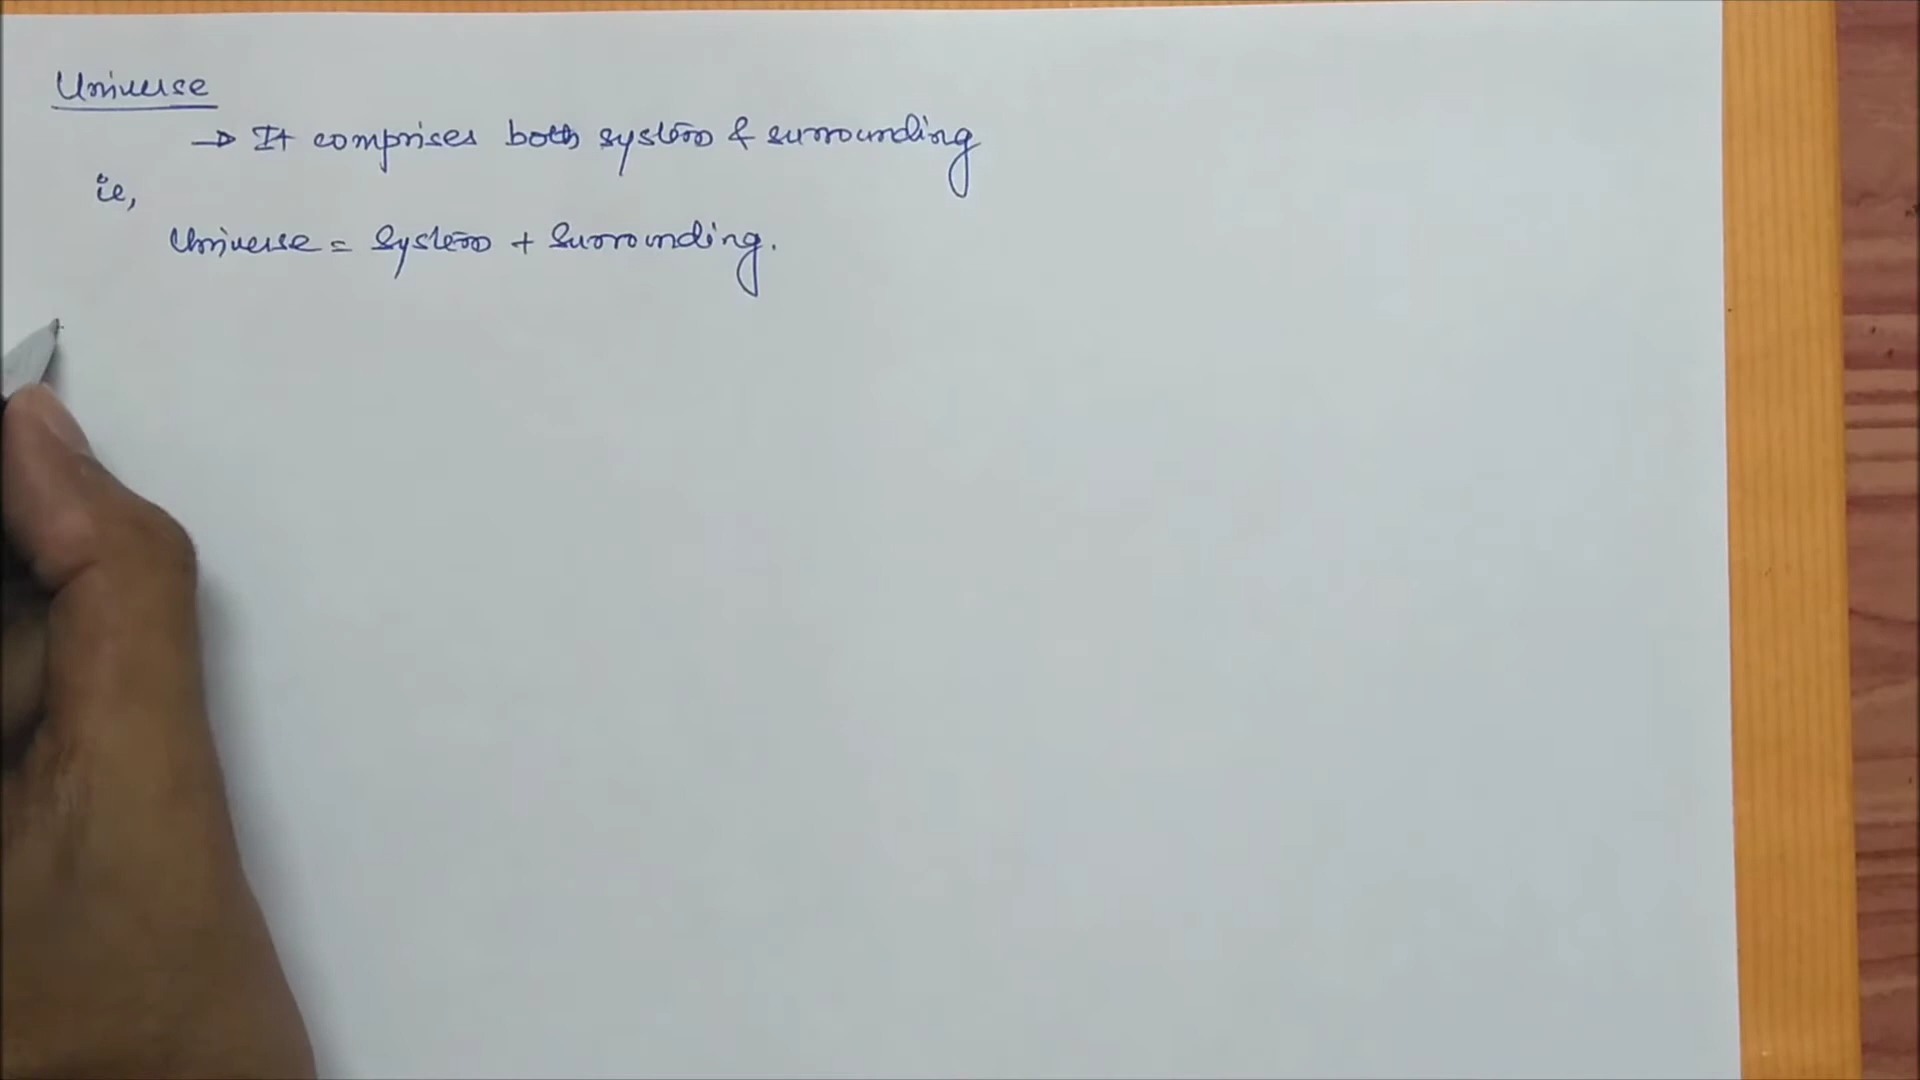 Universe
→ It comprises both system & surrounding
ie,
Universe = System + Surrounding.